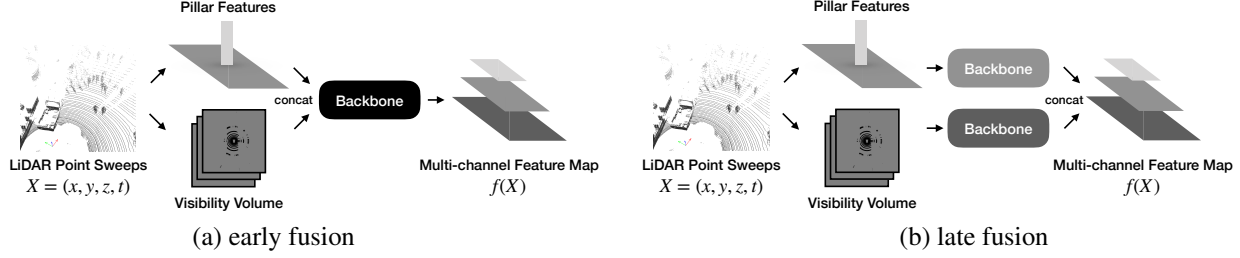 Pillar Features
concat
Backbone
LiDAR Point Sweeps
X = (x, y, z, t)
Visibility Volume
Multi-channel Feature Map
f(X)
(a) early fusion
Pillar Features
Backbone
Backbone
concat
LiDAR Point Sweeps
X = (x, y, z, t)
Visibility Volume
Multi-channel Feature Map
f(X)
(b) late fusion